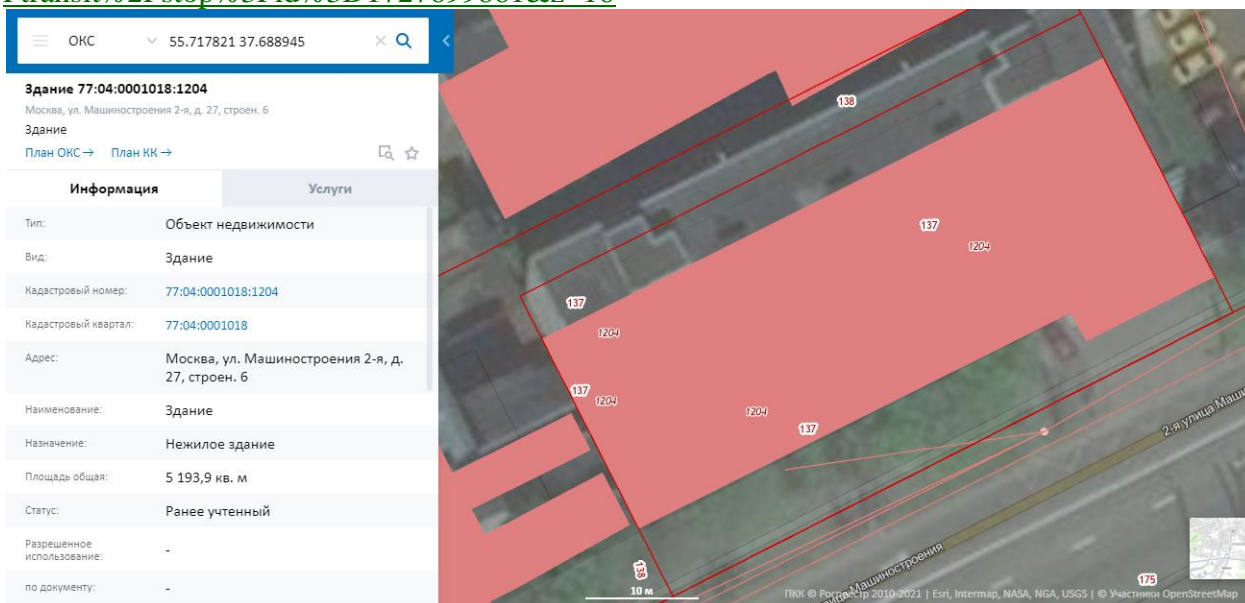 ОКС 55.717821 37.688945
Здание 77:04:0001018:1204
Москва, ул. Машиностроения 2-я, д. 27, строен. 6
Здание
План ОКС → План КК →
Информация Услуги
Тип: Объект недвижимости
Вид: Здание
Кадастровый номер: 77:04:0001018:1204
Кадастровый квартал: 77:04:0001018
Адрес: Москва, ул. Машиностроения 2-я, д.
27, строен. 6
Наименование: Здание
Назначение: Нежилое здание
Площадь общая: 5 193,9 кв. м
Статус: Ранее учтенный
Разрешенное
использование: -
по документу: -
138
137
1204
137
1204
137
1204
1204
137
2-я улица Маши
138
10 м
улица Машиностроения
175
ПКК © Росреестр 2010-2021 | Esri, Intermap, NASA, NGA, USGS | © Участники OpenStreetMap